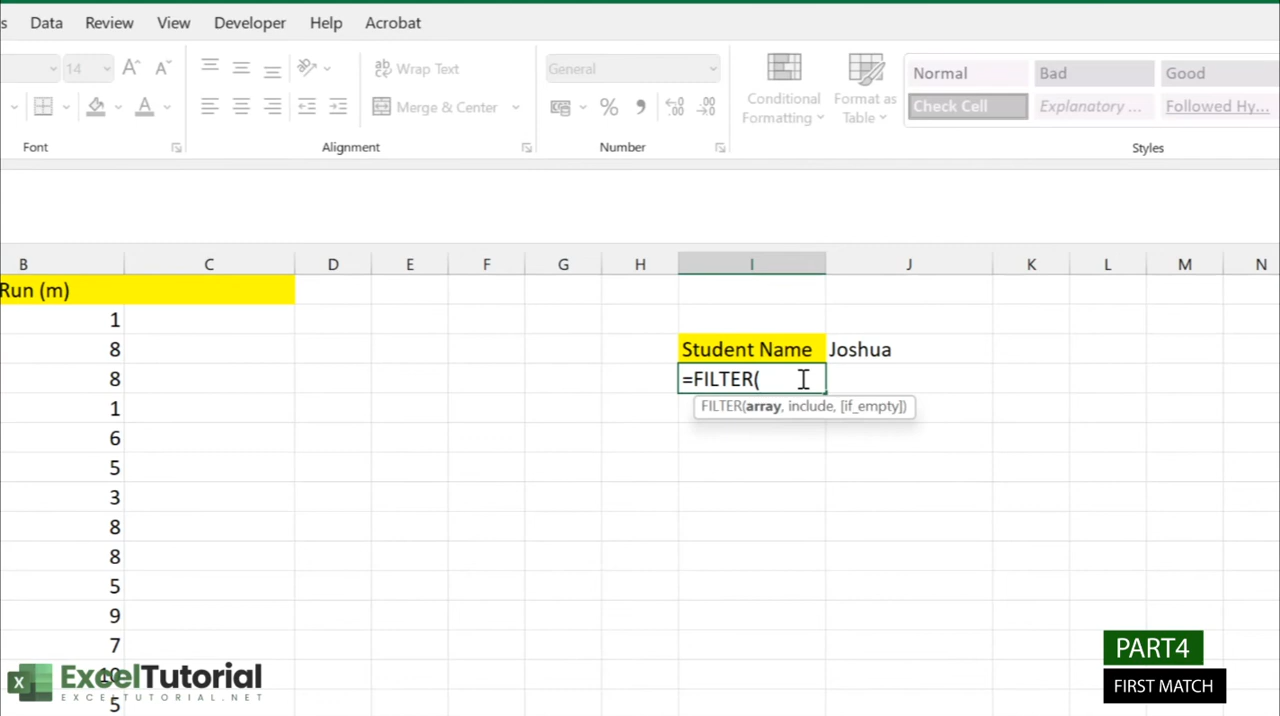 s Data Review View Developer Help Acrobat
14 A^ A˅ ab Wrap Text General Normal Bad Good
Conditional Formatting Format as Table
A Merge & Center % , Check Cell Explanatory ... Followed Hy...
Font Alignment Number Styles
B C D E F G H I J K L M N
Run (m)
1
8 Student Name Joshua
8 =FILTER(
1 FILTER(array, include, [if_empty])
6
5
3
8
8
5
9
7
10
5
X ExcelTutorial
EXCELTUTORIAL.NET
PART4
FIRST MATCH